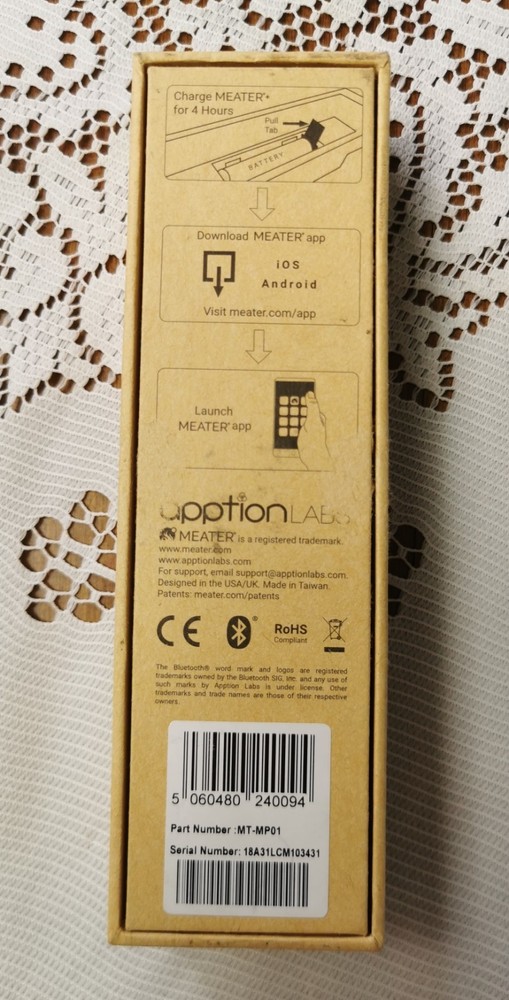 Charge MEATER®+
for 4 Hours
Pull
Tab
BATTERY
Download MEATER® app
iOS
Android
Visit meater.com/app
Launch
MEATER® app
apption LABS
MEATER® is a registered trademark.
www.meater.com
www.apptionlabs.com
For support, email support@apptionlabs.com.
Designed in the USA/UK. Made in Taiwan.
Patents: meater.com/patents
CE
®
RoHS
Compliant
The Bluetooth® word mark and logos are registered
trademarks owned by the Bluetooth SIG, Inc. and any use of
such marks by Apption Labs is under license. Other
trademarks and trade names are those of their respective
owners.
5 060480 240094
Part Number :MT-MP01
Serial Number: 18A31LCM103431